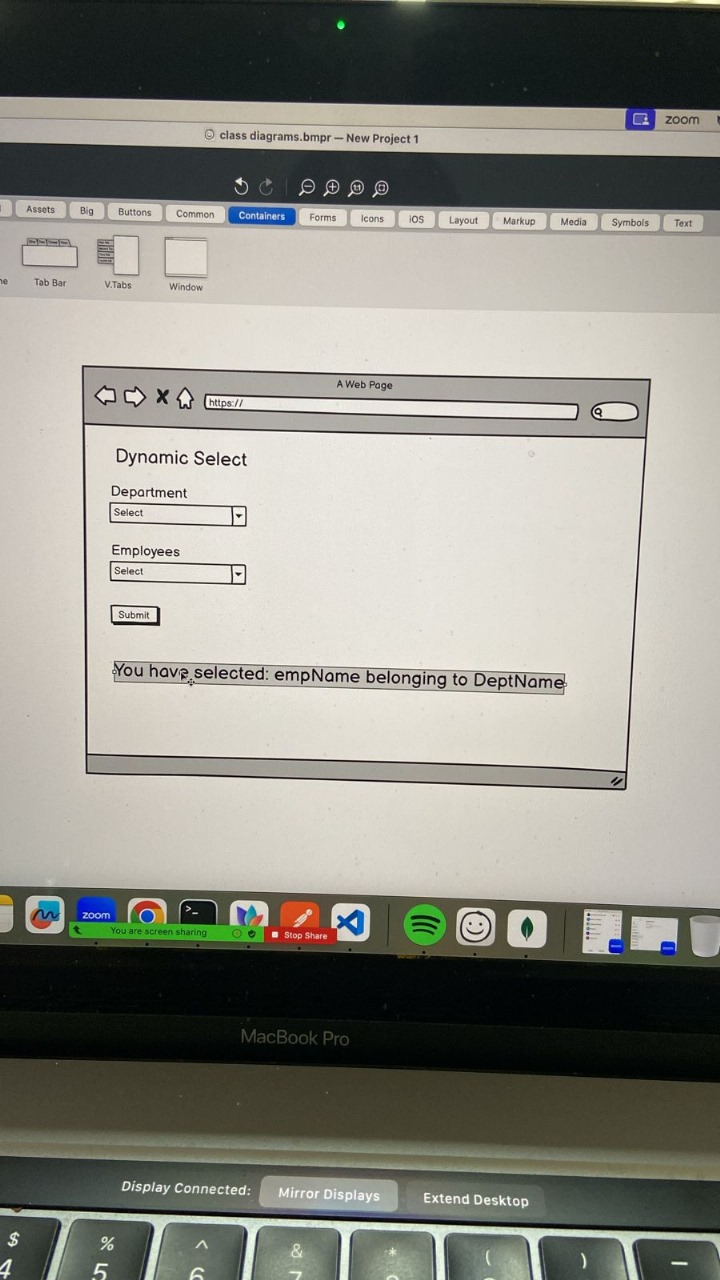 zoom
class diagrams.bmpr — New Project 1
Assets Big Buttons Common Containers Forms Icons iOS Layout Markup Media Symbols Text
Tab Bar V.Tabs Window
A Web Page
https://
Dynamic Select
Department
Select
Employees
Select
Submit
You have selected: empName belonging to DeptName
zoom
You are screen sharing Stop Share
MacBook Pro
Display Connected: Mirror Displays Extend Desktop
$ % ^ & * ( ) –
4 5 6 7